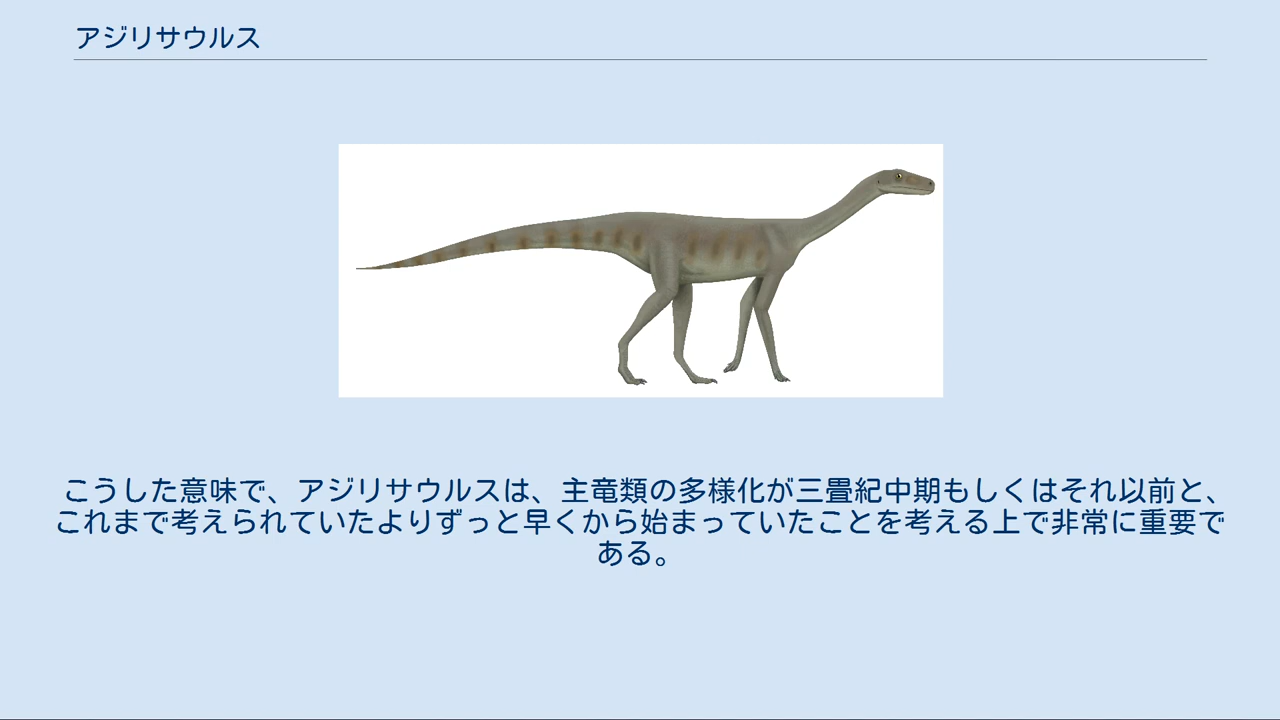 アジリサウルス
こうした意味で、アジリサウルスは、主竜類の多様化が三畳紀中期もしくはそれ以前と、
これまで考えられていたよりずっと早くから始まっていたことを考える上で非常に重要で
ある。